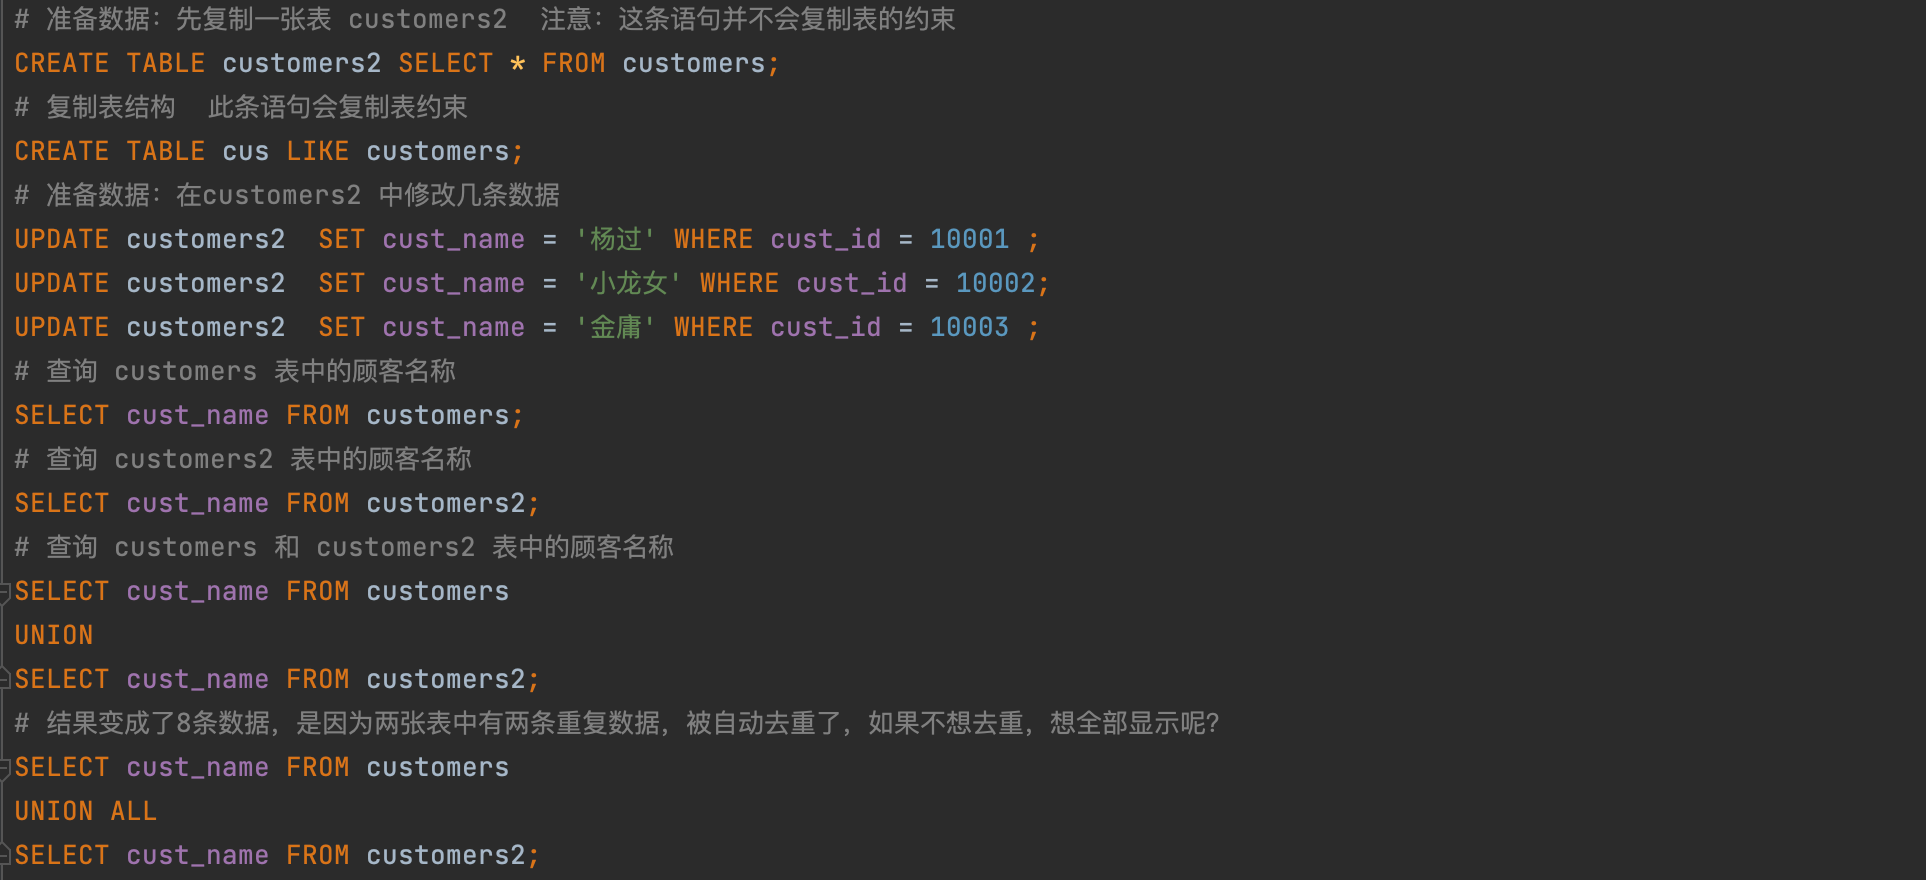 # 准备数据：先复制一张表 customers2  注意：这条语句并不会复制表的约束
CREATE TABLE customers2 SELECT * FROM customers;
# 复制表结构  此条语句会复制表约束
CREATE TABLE cus LIKE customers;
# 准备数据：在customers2 中修改几条数据
UPDATE customers2  SET cust_name = '杨过' WHERE cust_id = 10001 ;
UPDATE customers2  SET cust_name = '小龙女' WHERE cust_id = 10002;
UPDATE customers2  SET cust_name = '金庸' WHERE cust_id = 10003 ;
# 查询 customers 表中的顾客名称
SELECT cust_name FROM customers;
# 查询 customers2 表中的顾客名称
SELECT cust_name FROM customers2;
# 查询 customers 和 customers2 表中的顾客名称
SELECT cust_name FROM customers
UNION
SELECT cust_name FROM customers2;
# 结果变成了8条数据，是因为两张表中有两条重复数据，被自动去重了，如果不想去重，想全部显示呢？
SELECT cust_name FROM customers
UNION ALL
SELECT cust_name FROM customers2;